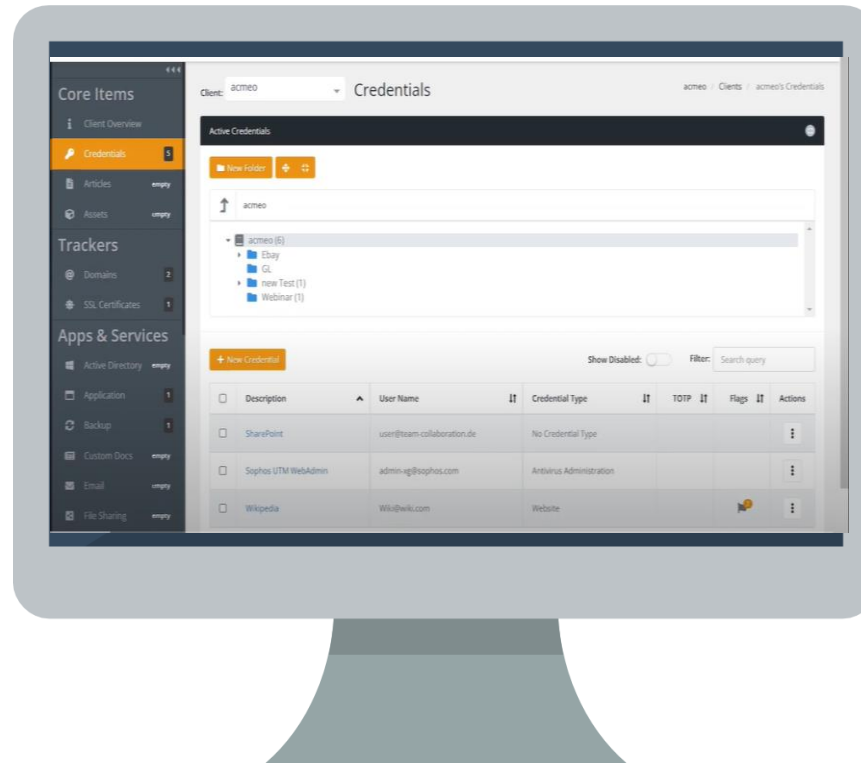 Core Items
Client Overview
Credentials 5
Articles empty
Assets empty
Trackers
Domains 2
SSL Certificates 1
Apps & Services
Active Directory empty
Application 1
Backup 1
Custom Docs empty
Email empty
File Sharing empty
Client: acmeo Credentials acmeo / Clients / acmeo's Credentials
Active Credentials
New Folder
acmeo
acmeo (6)
Ebay
GL
new Test (1)
Webinar (1)
+ New Credential Show Disabled: Filter: Search query
Description User Name Credential Type TOTP Flags Actions
SharePoint user@team-collaboration.de No Credential Type
Sophos UTM WebAdmin admin-xg@sophos.com Antivirus Administration
Wikipedia Wiki@wiki.com Website